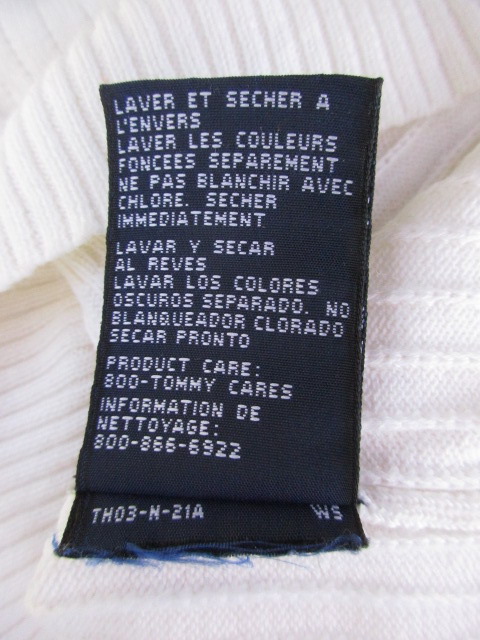 LAVER ET SECHER A
L'ENVERS
LAVER LES COULEURS
FONCEES SEPAREMENT
NE PAS BLANCHIR AVEC
CHLORE. SECHER
IMMEDIATEMENT
LAVAR Y SECAR
AL REVES
LAVAR LOS COLORES
OSCUROS SEPARADO. NO
BLANQUEADOR CLORADO
SECAR PRONTO
PRODUCT CARE:
800-TOMMY CARES
INFORMATION DE
NETTOYAGE:
800-866-6922
TH03-N-21A WS